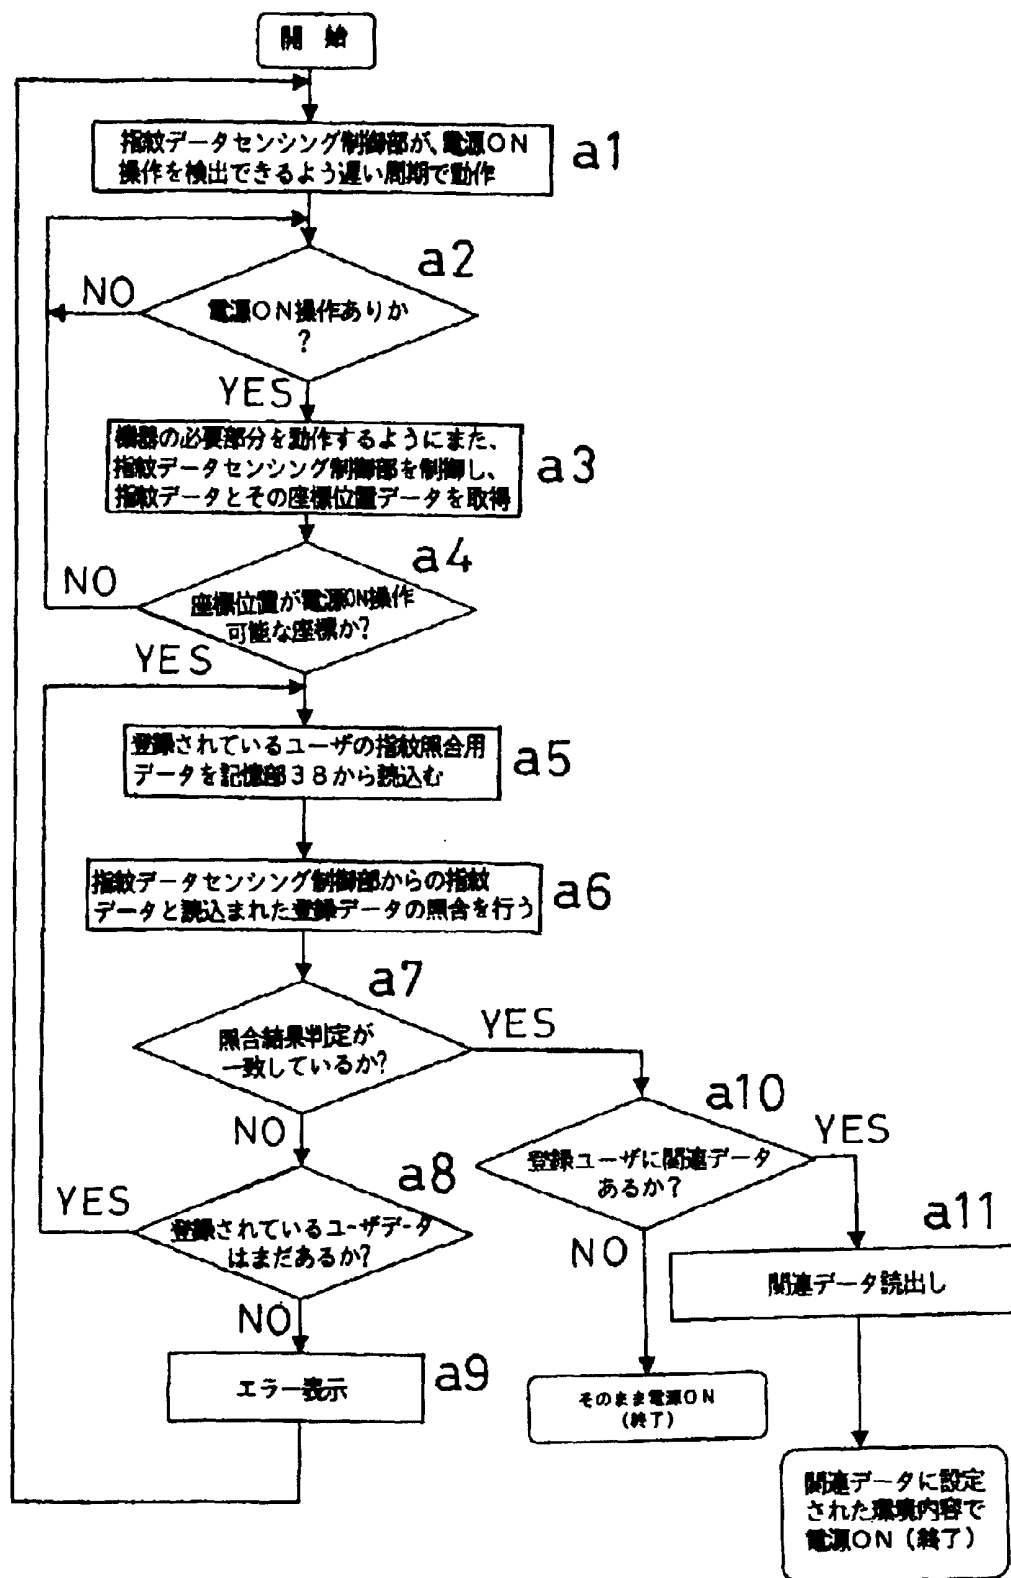 開 始
指紋データセンシング制御部が、電源ON
操作を検出できるよう遅い周期で動作
a1
a2
NO
電源ON操作ありか
?
YES
機器の必要部分を動作するようにまた、
指紋データセンシング制御部を制御し、
指紋データとその座標位置データを取得
a3
a4
NO
座標位置が電源ON操作
可能な座標か?
YES
登録されているユーザの指紋照合用
データを記憶部38から読込む
a5
指紋データセンシング制御部からの指紋
データと読込まれた登録データの照合を行う
a6
a7
YES
照合結果判定が
一致しているか?
NO
a10
YES
登録ユーザに関連データ
あるか?
NO
a8
YES
登録されているユーザデータ
はまだあるか?
NO
a11
関連データ読出し
エラー表示
a9
そのまま電源ON
(終了)
関連データに設定
された環境内容で
電源ON(終了)